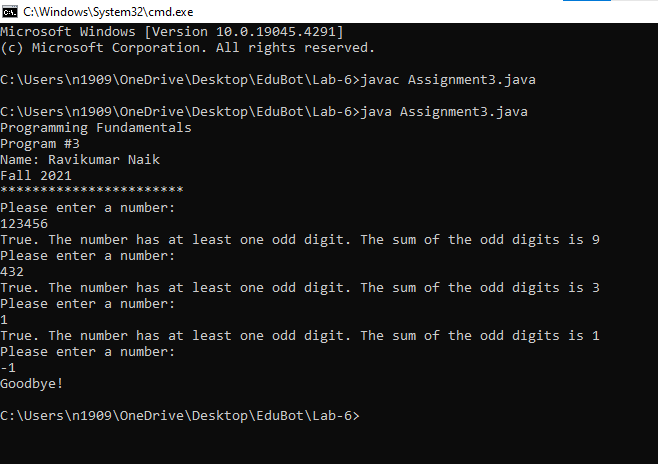 C:\Windows\System32\cmd.exe
Microsoft Windows [Version 10.0.19045.4291]
(c) Microsoft Corporation. All rights reserved.
C:\Users\n1909\OneDrive\Desktop\EduBot\Lab-6>javac Assignment3.java
C:\Users\n1909\OneDrive\Desktop\EduBot\Lab-6>java Assignment3.java
Programming Fundamentals
Program #3
Name: Ravikumar Naik
Fall 2021
***********************
Please enter a number:
123456
True. The number has at least one odd digit. The sum of the odd digits is 9
Please enter a number:
432
True. The number has at least one odd digit. The sum of the odd digits is 3
Please enter a number:
1
True. The number has at least one odd digit. The sum of the odd digits is 1
Please enter a number:
-1
Goodbye!
C:\Users\n1909\OneDrive\Desktop\EduBot\Lab-6>